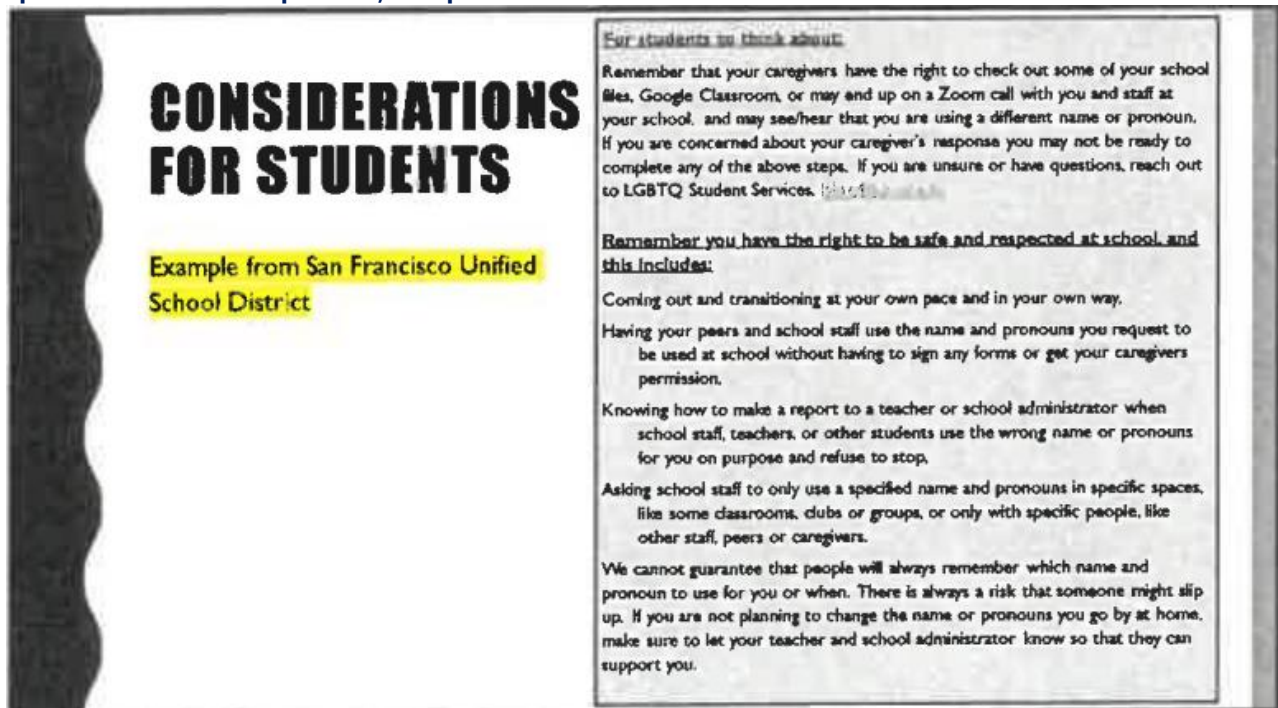 CONSIDERATIONS
FOR STUDENTS
Example from San Francisco Unified
School District
For students to think about:
Remember that your caregivers have the right to check out some of your school
files, Google Classroom, or may end up on a Zoom call with you and staff at
your school, and may see/hear that you are using a different name or pronoun.
If you are concerned about your caregiver's response you may not be ready to
complete any of the above steps. If you are unsure or have questions, reach out
to LGBTQ Student Services.
Remember you have the right to be safe and respected at school, and
this includes:
Coming out and transitioning at your own pace and in your own way.
Having your peers and school staff use the name and pronouns you request to
be used at school without having to sign any forms or get your caregivers
permission.
Knowing how to make a report to a teacher or school administrator when
school staff, teachers, or other students use the wrong name or pronouns
for you on purpose and refuse to stop.
Asking school staff to only use a specified name and pronouns in specific spaces,
like some classrooms, clubs or groups, or only with specific people, like
other staff, peers or caregivers.
We cannot guarantee that people will always remember which name and
pronoun to use for you or when. There is always a risk that someone might slip
up. If you are not planning to change the name or pronouns you go by at home,
make sure to let your teacher and school administrator know so that they can
support you.